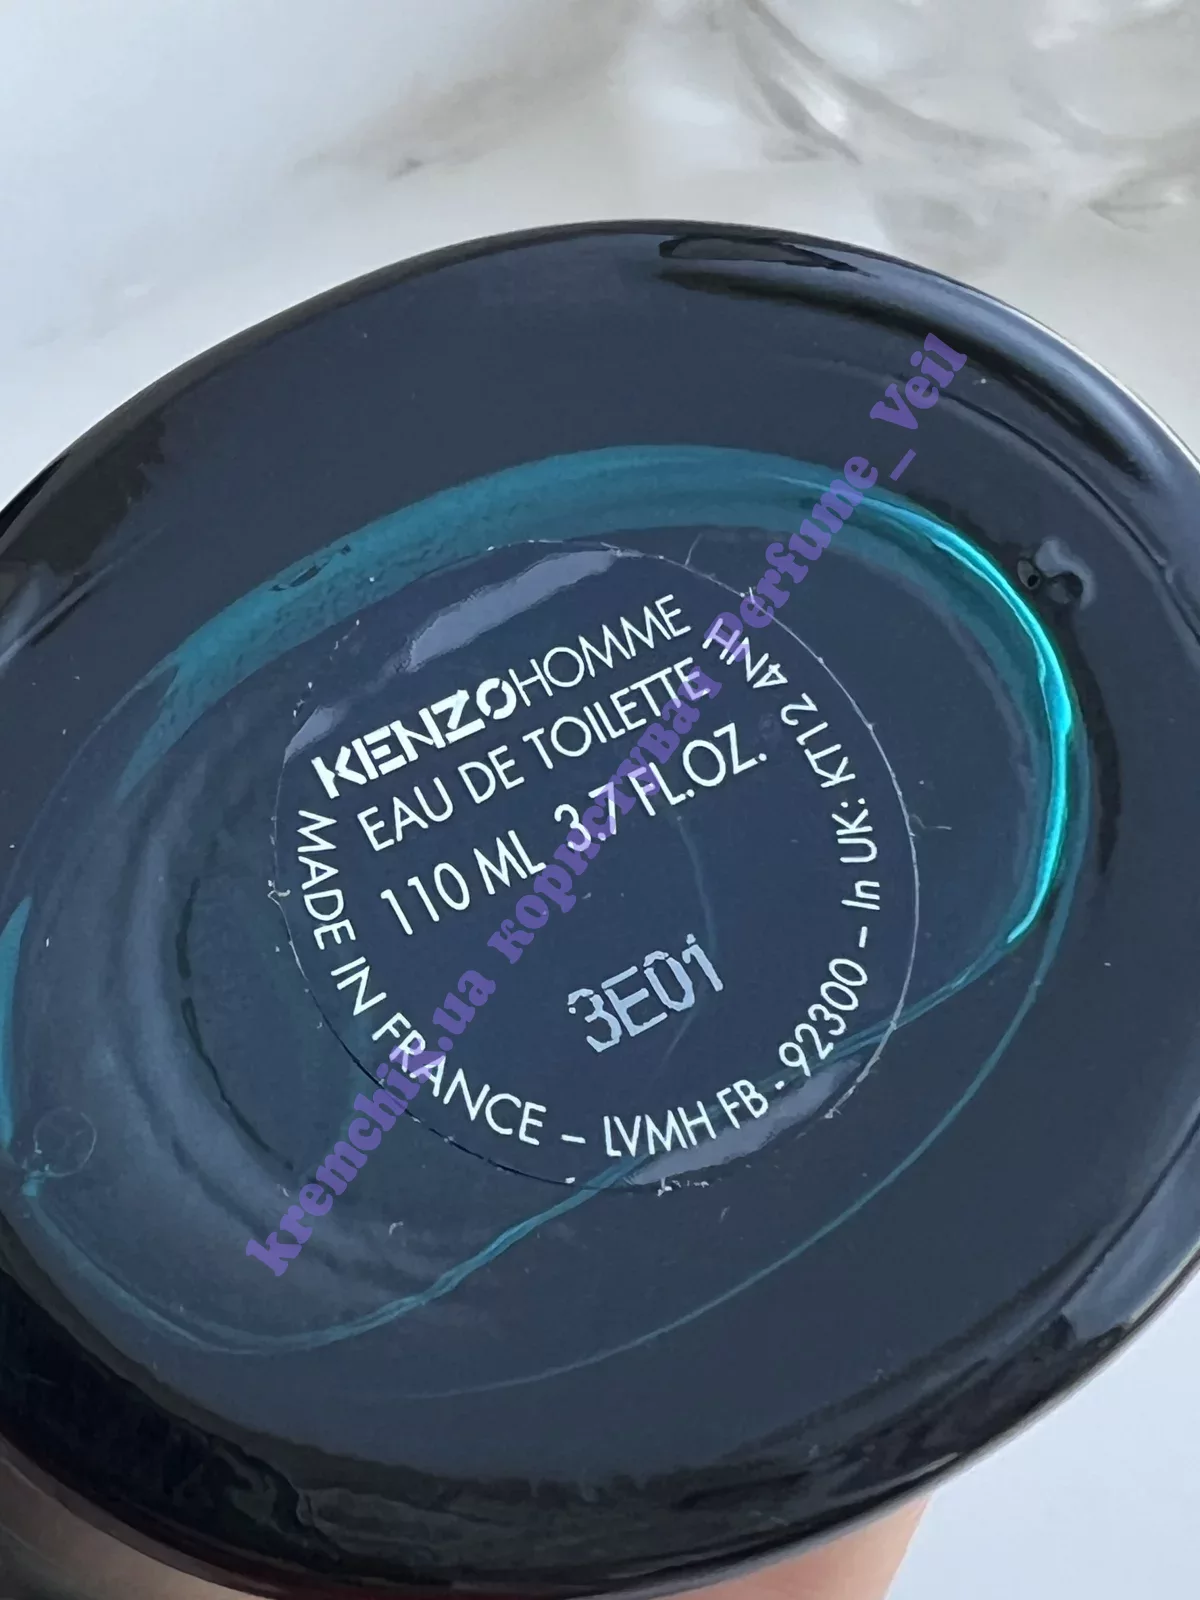 KENZOHOMME
EAU DE TOILETTE
110 ML 3.7 FL.OZ.
3E01
MADE IN FRANCE – LVMH FB · 92300 – In UK: KT12 4NH
kremchik.ua користувач Perfume_Veil